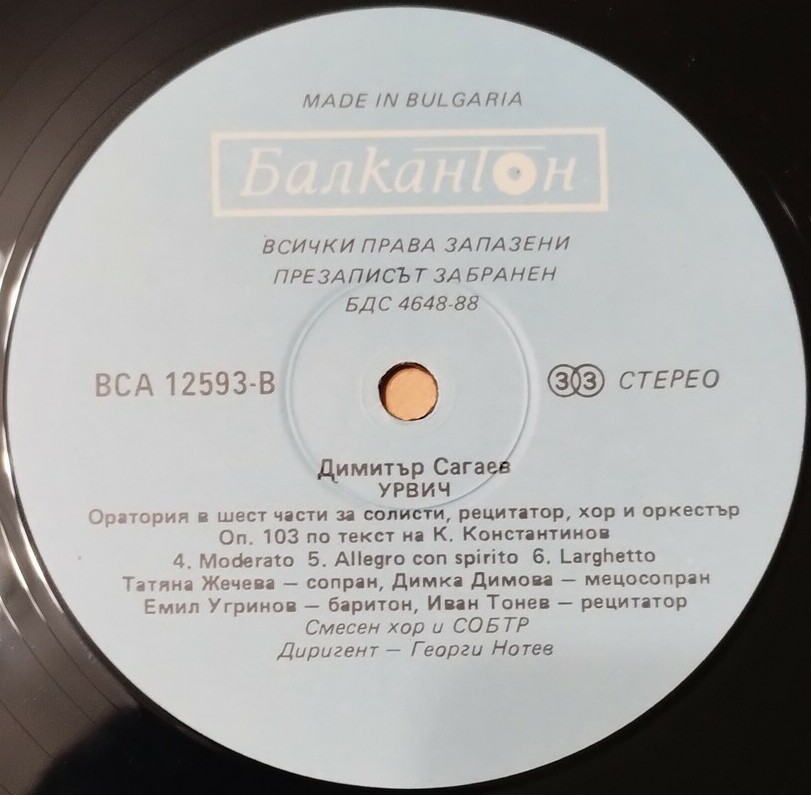 MADE IN BULGARIA
Балкантон
ВСИЧКИ ПРАВА ЗАПАЗЕНИ
ПРЕЗАПИСЪТ ЗАБРАНЕН
БДС 4648-88
ВСА 12593-В
33 СТЕРЕО
Димитър Сагаев
УРВИЧ
Оратория в шест части за солисти, рецитатор, хор и оркестър
Оп. 103 по текст на К. Константинов
4. Moderato 5. Allegro con spirito 6. Larghetto
Татяна Жечева – сопран, Димка Димова – мецосопран
Емил Угринов – баритон, Иван Тонев – рецитатор
Смесен хор и СОБТР
Диригент – Георги Нотев